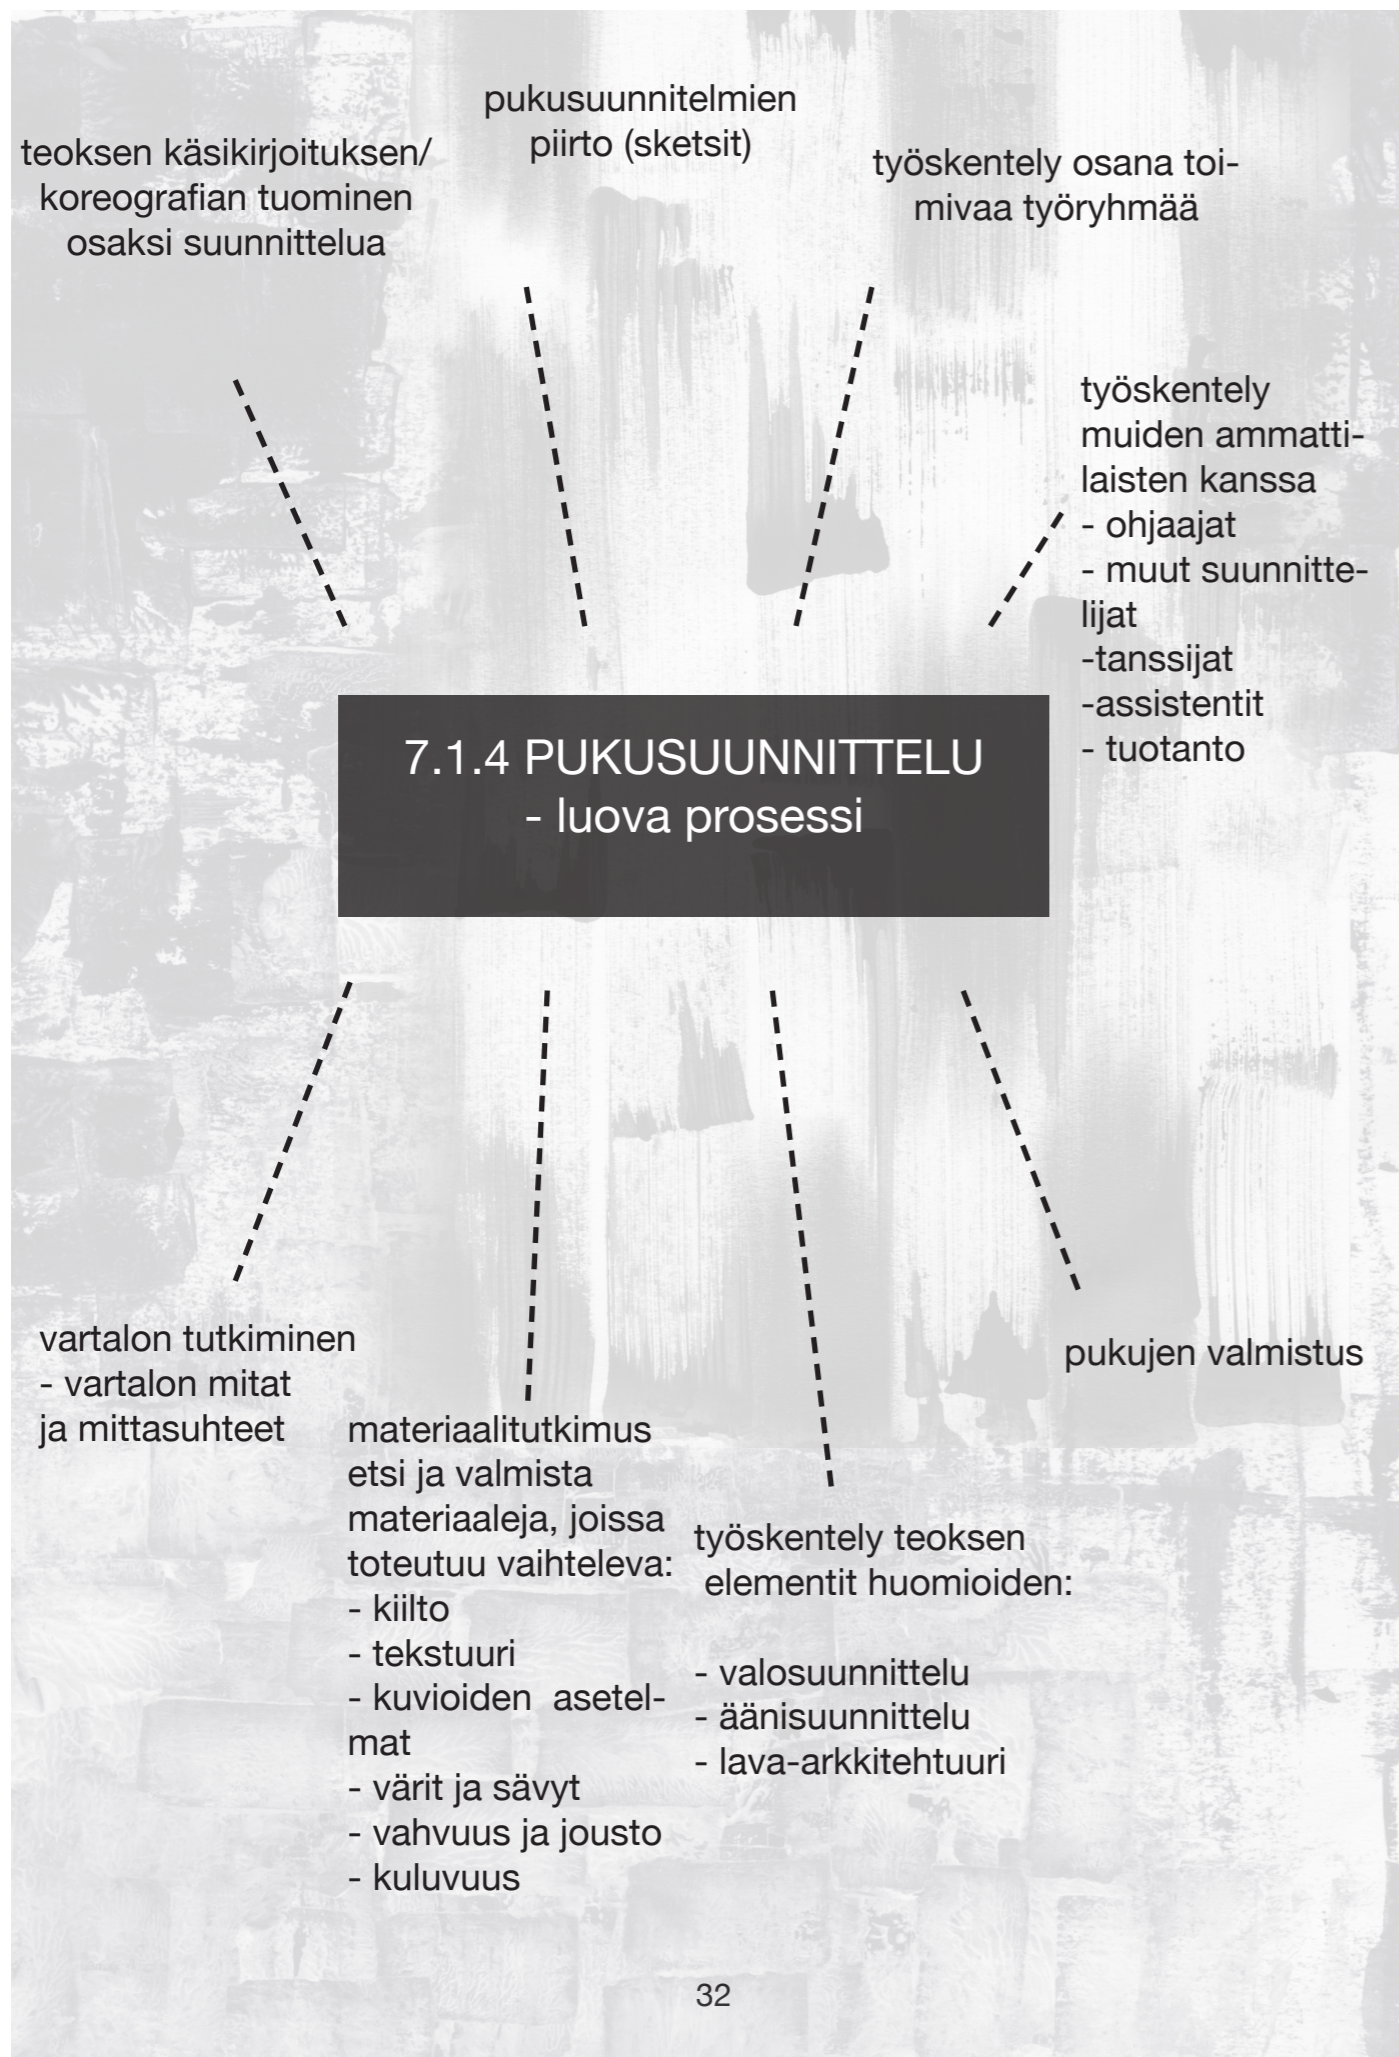 teoksen käsikirjoituksen/
koreografian tuominen
osaksi suunnittelua
pukusuunnitelmien
piirto (sketsit)
työskentely osana toi-
mivaa työryhmää
työskentely
muiden ammatti-
laisten kanssa
- ohjaajat
- muut suunnitte-
lijat
-tanssijat
-assistentit
- tuotanto
7.1.4 PUKUSUUNNITTELU
- luova prosessi
vartalon tutkiminen
- vartalon mitat
ja mittasuhteet
materiaalitutkimus
etsi ja valmista
materiaaleja, joissa
toteutuu vaihteleva:
- kiilto
- tekstuuri
- kuvioiden  asetel-
mat
- värit ja sävyt
- vahvuus ja jousto
- kuluvuus
työskentely teoksen
elementit huomioiden:
- valosuunnittelu
- äänisuunnittelu
- lava-arkkitehtuuri
pukujen valmistus
32